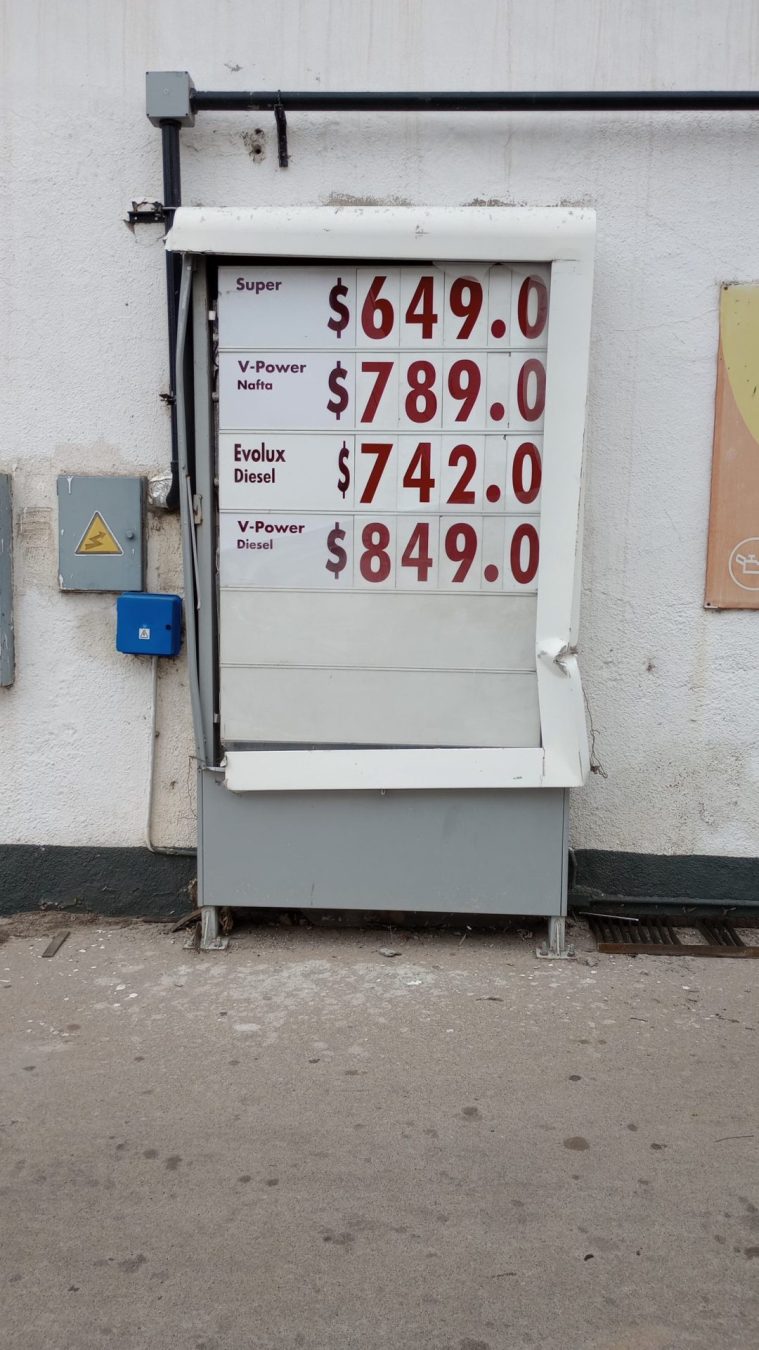 Super $649.0
V-Power
Nafta $789.0
Evolux
Diesel $742.0
V-Power
Diesel $849.0